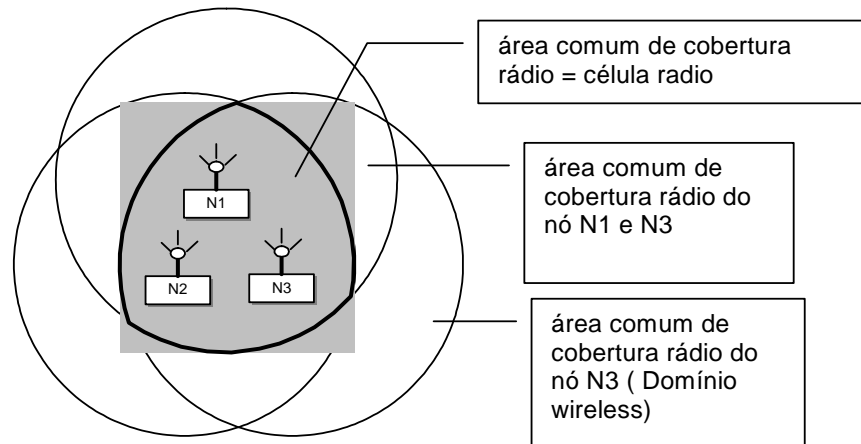 área comum de cobertura
rádio = célula radio
área comum de
cobertura rádio do
nó N1 e N3
N1
N2
N3
área comum de
cobertura rádio do
nó N3 ( Domínio
wireless)